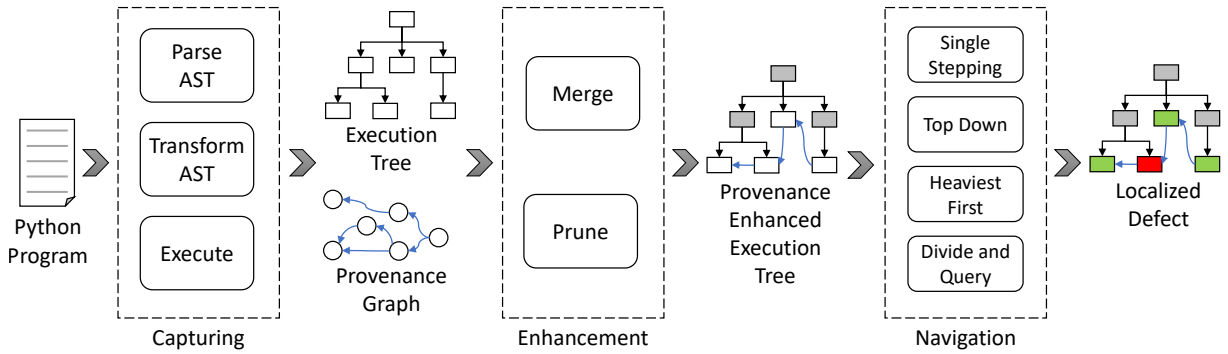 Python
Program
Parse
AST
Transform
AST
Execute
Capturing
Execution
Tree
Provenance
Graph
Merge
Prune
Enhancement
Provenance
Enhanced
Execution
Tree
Single
Stepping
Top Down
Heaviest
First
Divide and
Query
Navigation
Localized
Defect